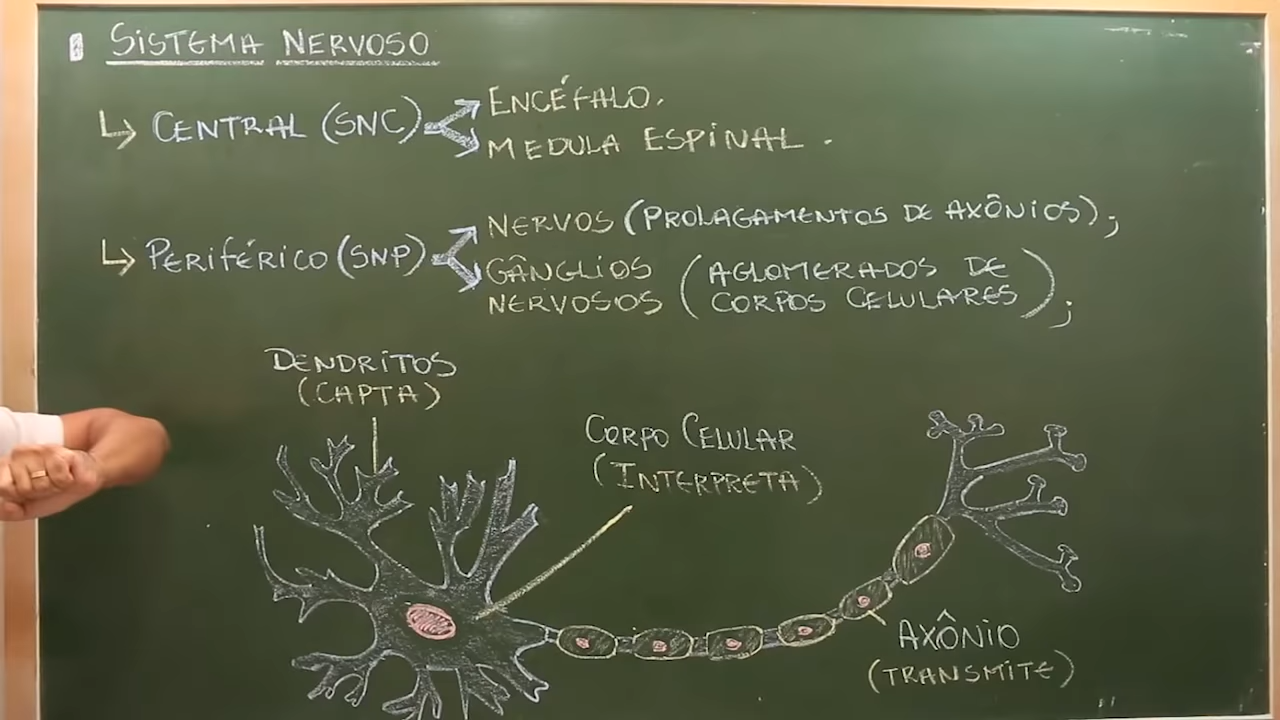 SISTEMA NERVOSO
CENTRAL (SNC)
ENCÉFALO.
MEDULA ESPINAL.
PERIFÉRICO (SNP)
NERVOS (PROLAGAMENTOS DE AXÔNIOS);
GÂNGLIOS NERVOSOS
(AGLOMERADOS DE
CORPOS CELULARES);
DENDRITOS
(CAPTA)
CORPO CELULAR
(INTERPRETA)
AXÔNIO
(TRANSMITE)